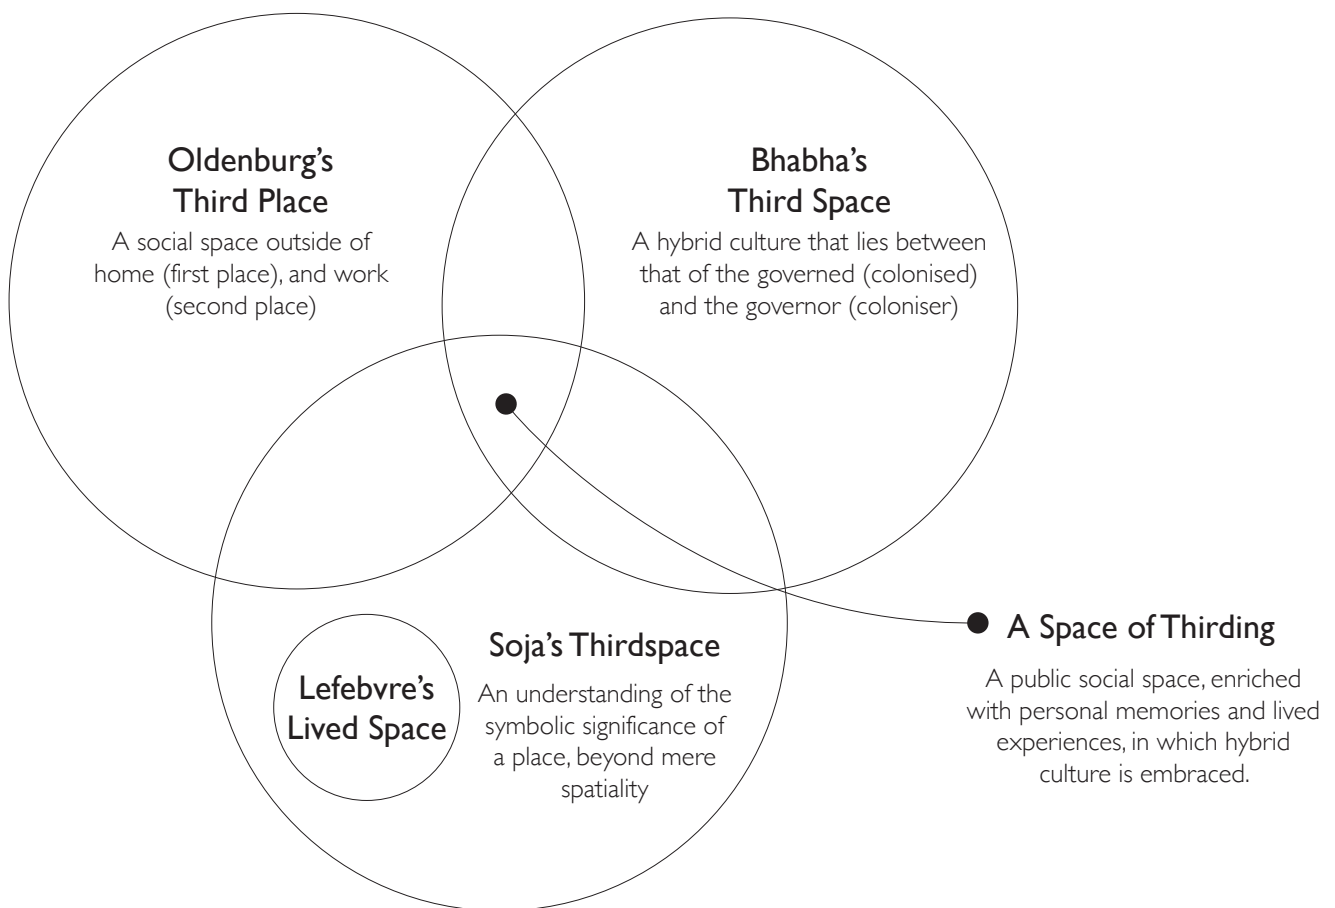 Oldenburg’s
Third Place
A social space outside of
home (first place), and work
(second place)
Bhabha’s
Third Space
A hybrid culture that lies between
that of the governed (colonised)
and the governor (coloniser)
Lefebvre’s
Lived Space
Soja’s Thirdspace
An understanding of the
symbolic significance of
a place, beyond mere
spatiality
A Space of Thirding
A public social space, enriched
with personal memories and lived
experiences, in which hybrid
culture is embraced.